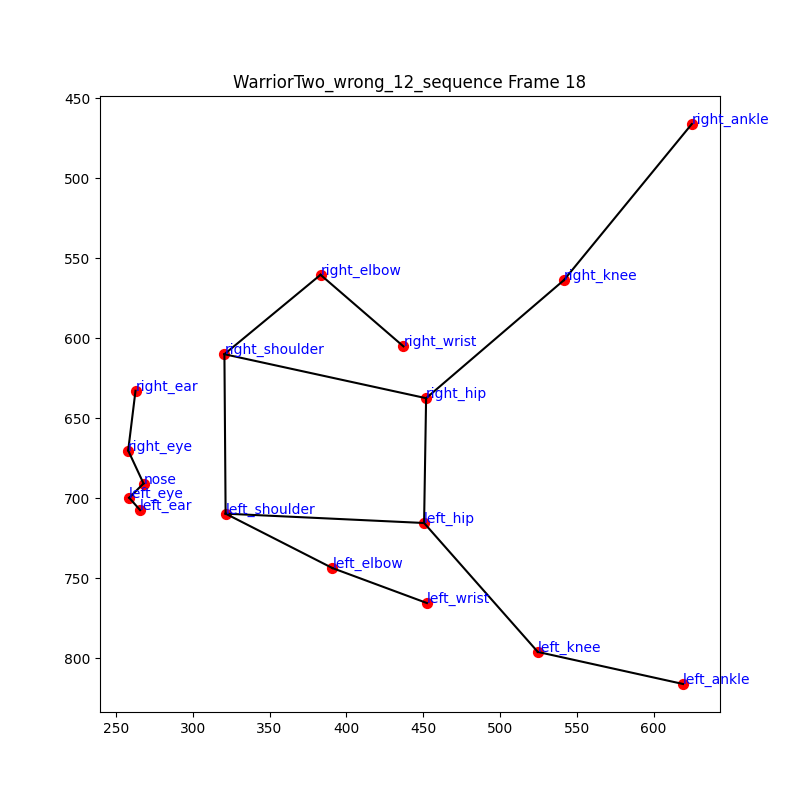 WarriorTwo_wrong_12_sequence Frame 18
450
right_ankle
500
550
right_elbow
right_knee
600
right_wrist
right_shoulder
right_ear
right_hip
650
right_eye
nose
left_eye
700
left_ear
left_shoulder
left_hip
750
left_elbow
left_wrist
left_knee
800
left_ankle
250 300 350 400 450 500 550 600